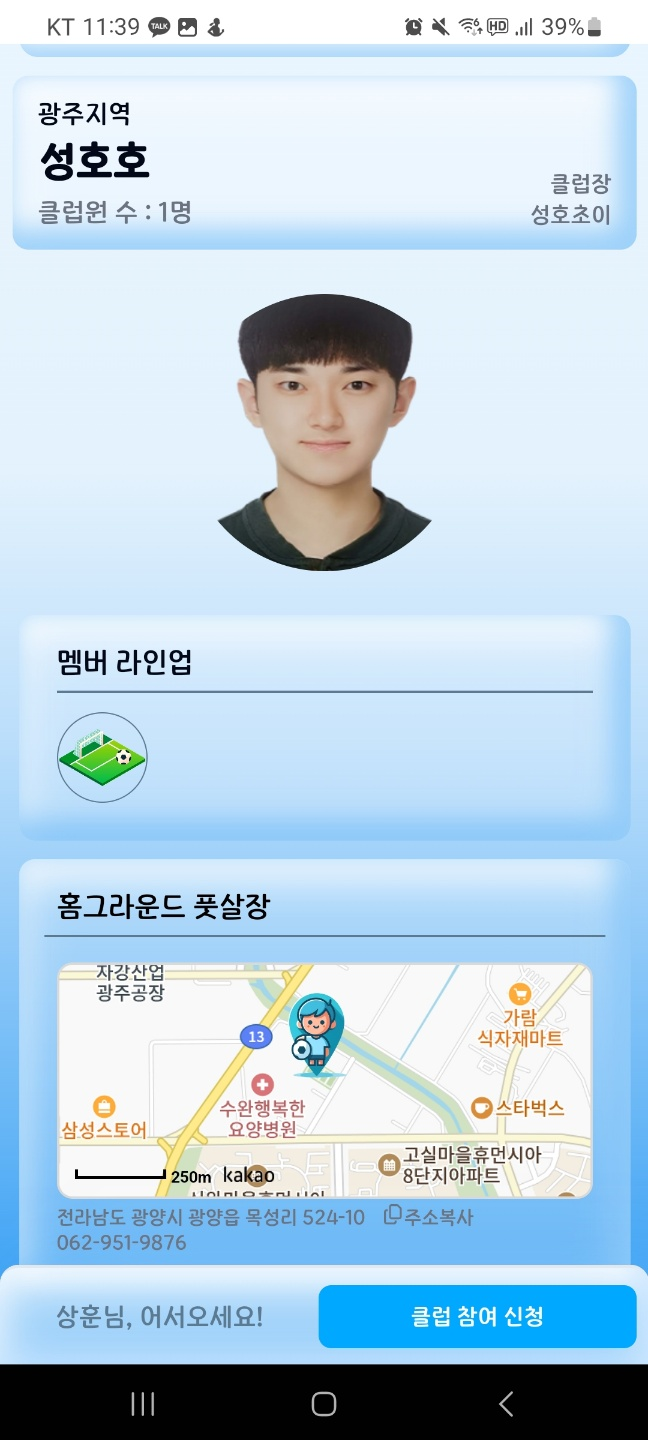 KT 11:39 TALK HD 39%
광주지역
성호호
클럽원 수 : 1명
클럽장
성호초이
멤버 라인업
홈그라운드 풋살장
자강산업
광주공장
13
가람
식자재마트
수완행복한
요양병원
삼성스토어
스타벅스
고실마을휴먼시아
8단지아파트
250m kakao
전라남도 광양시 광양읍 목성리 524-10 주소복사
062-951-9876
상훈님, 어서오세요!
클럽 참여 신청